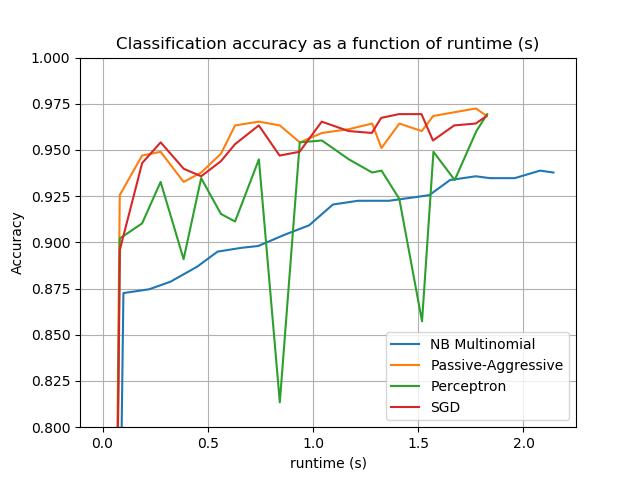 Classification accuracy as a function of runtime (s)
1.000
0.975
0.950
0.925
0.900
0.875
0.850
0.825
0.800
Accuracy
NB Multinomial
Passive-Aggressive
Perceptron
SGD
0.0 0.5 1.0 1.5 2.0
runtime (s)